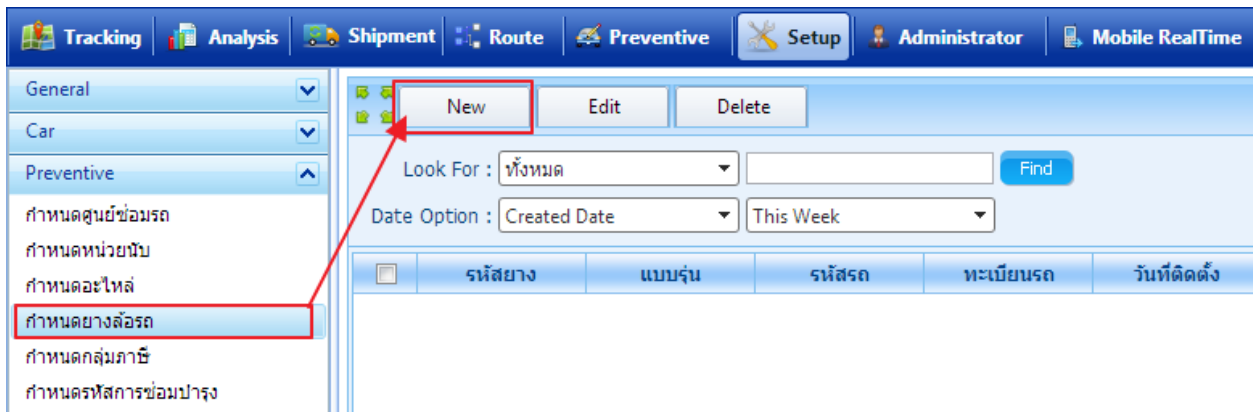 Tracking Analysis Shipment Route Preventive Setup Administrator Mobile RealTime
General
Car
Preventive
กำหนดศูนย์ซ่อมรถ
กำหนดหน่วยนับ
กำหนดอะไหล่
กำหนดยางล้อรถ
กำหนดกลุ่มภาษี
กำหนดรหัสการซ่อมบำรุง
New Edit Delete
Look For : ทั้งหมด Find
Date Option : Created Date This Week
รหัสยาง แบบรุ่น รหัสรถ ทะเบียนรถ วันที่ติดตั้ง